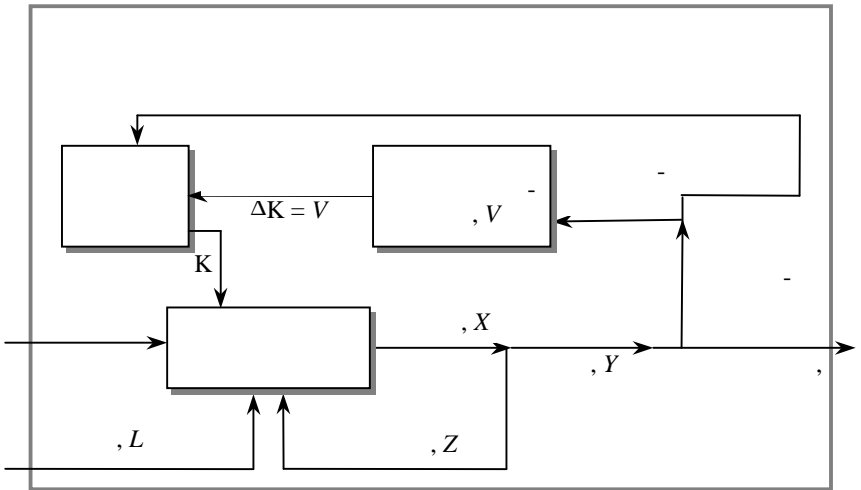 -
-
, V
ΔK = V
K
-
, X
, Y
,
, L
, Z